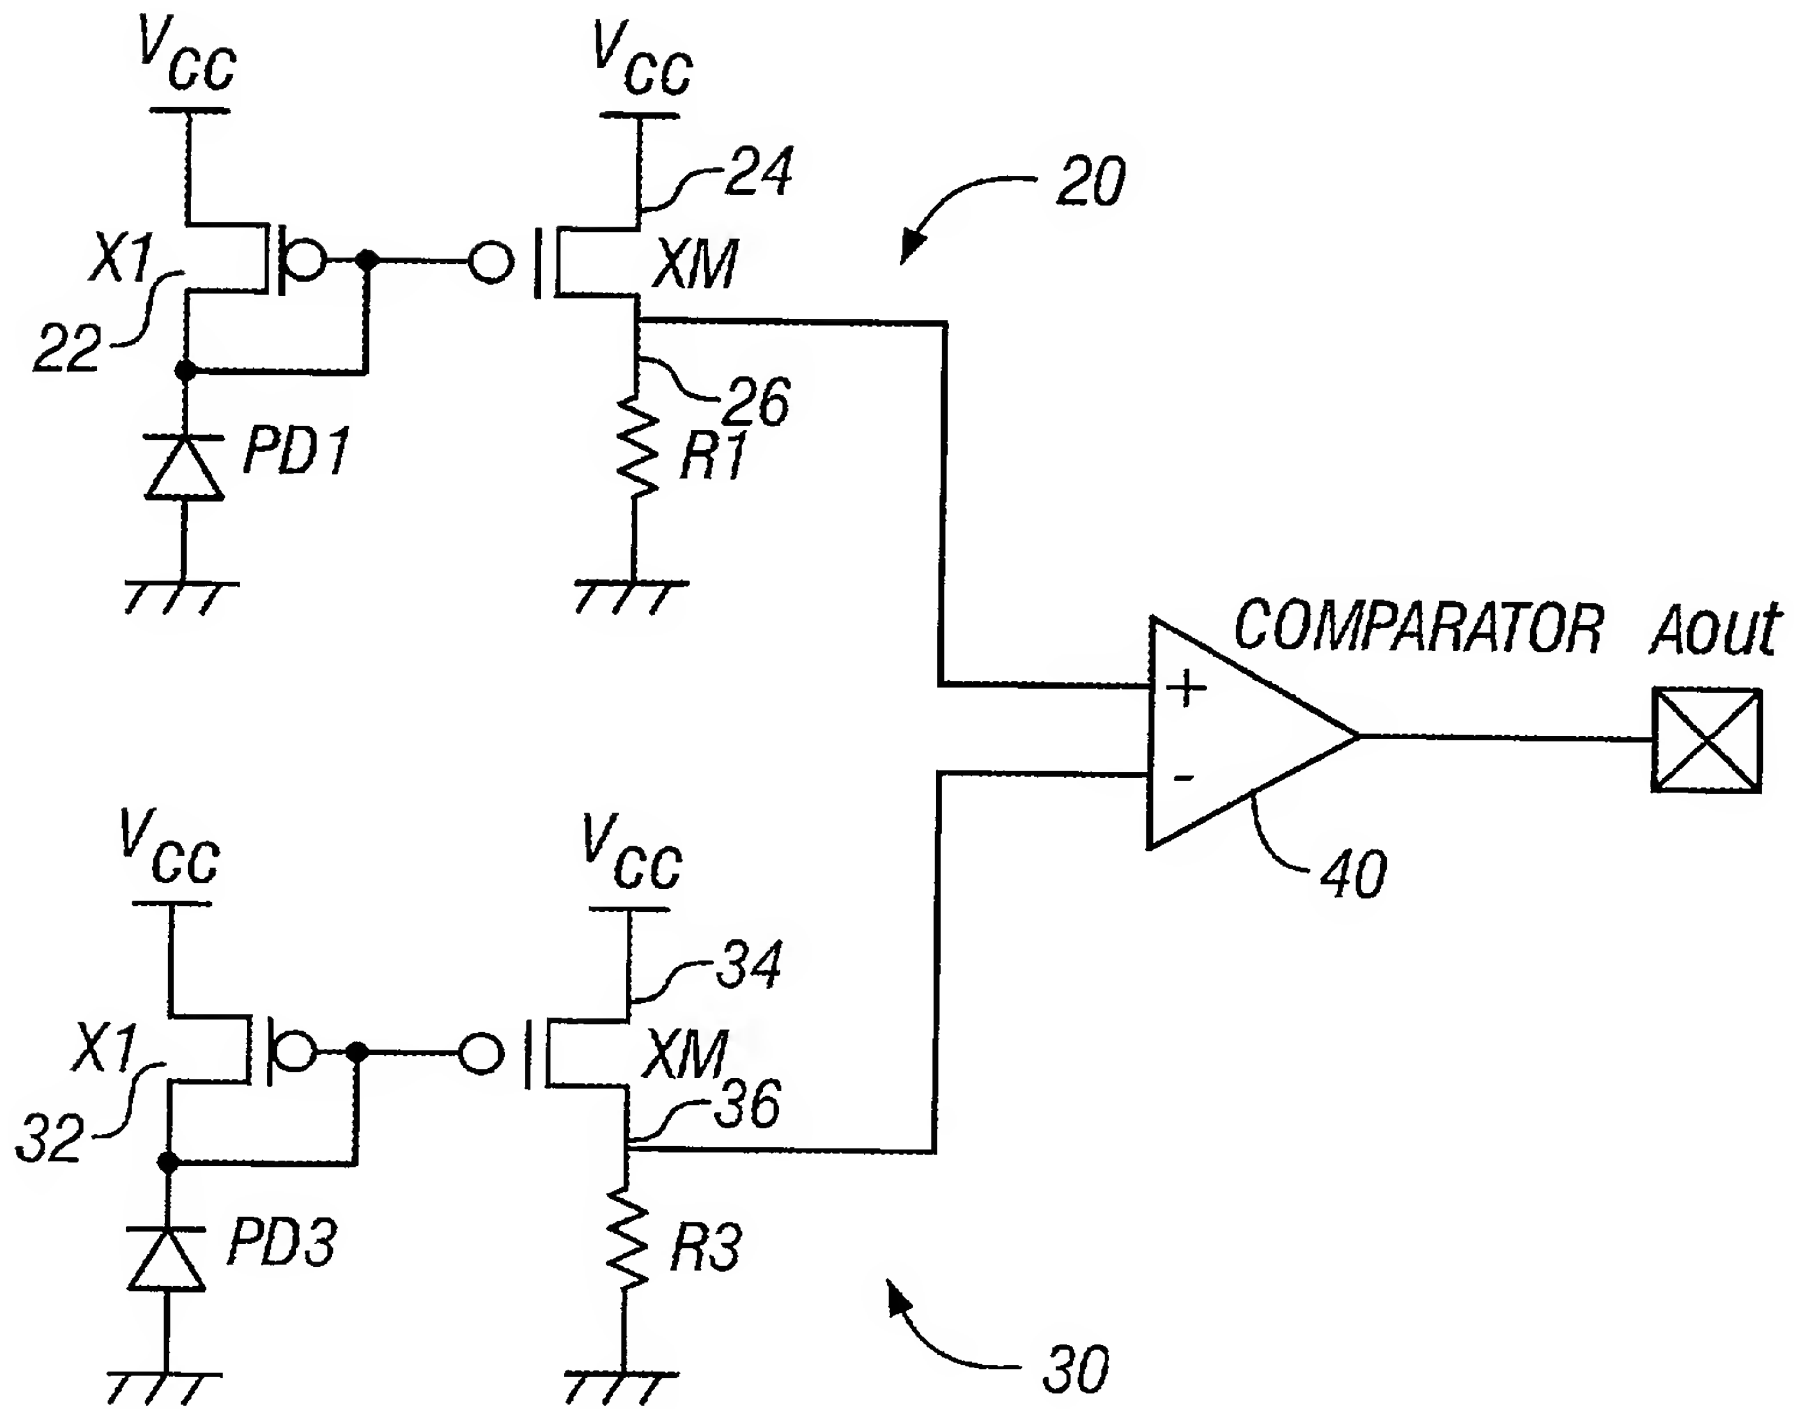 VCC
VCC
24
20
X1
XM
22
26
PD1
R1
COMPARATOR
Aout
+
-
40
VCC
VCC
34
X1
XM
36
32
PD3
R3
30